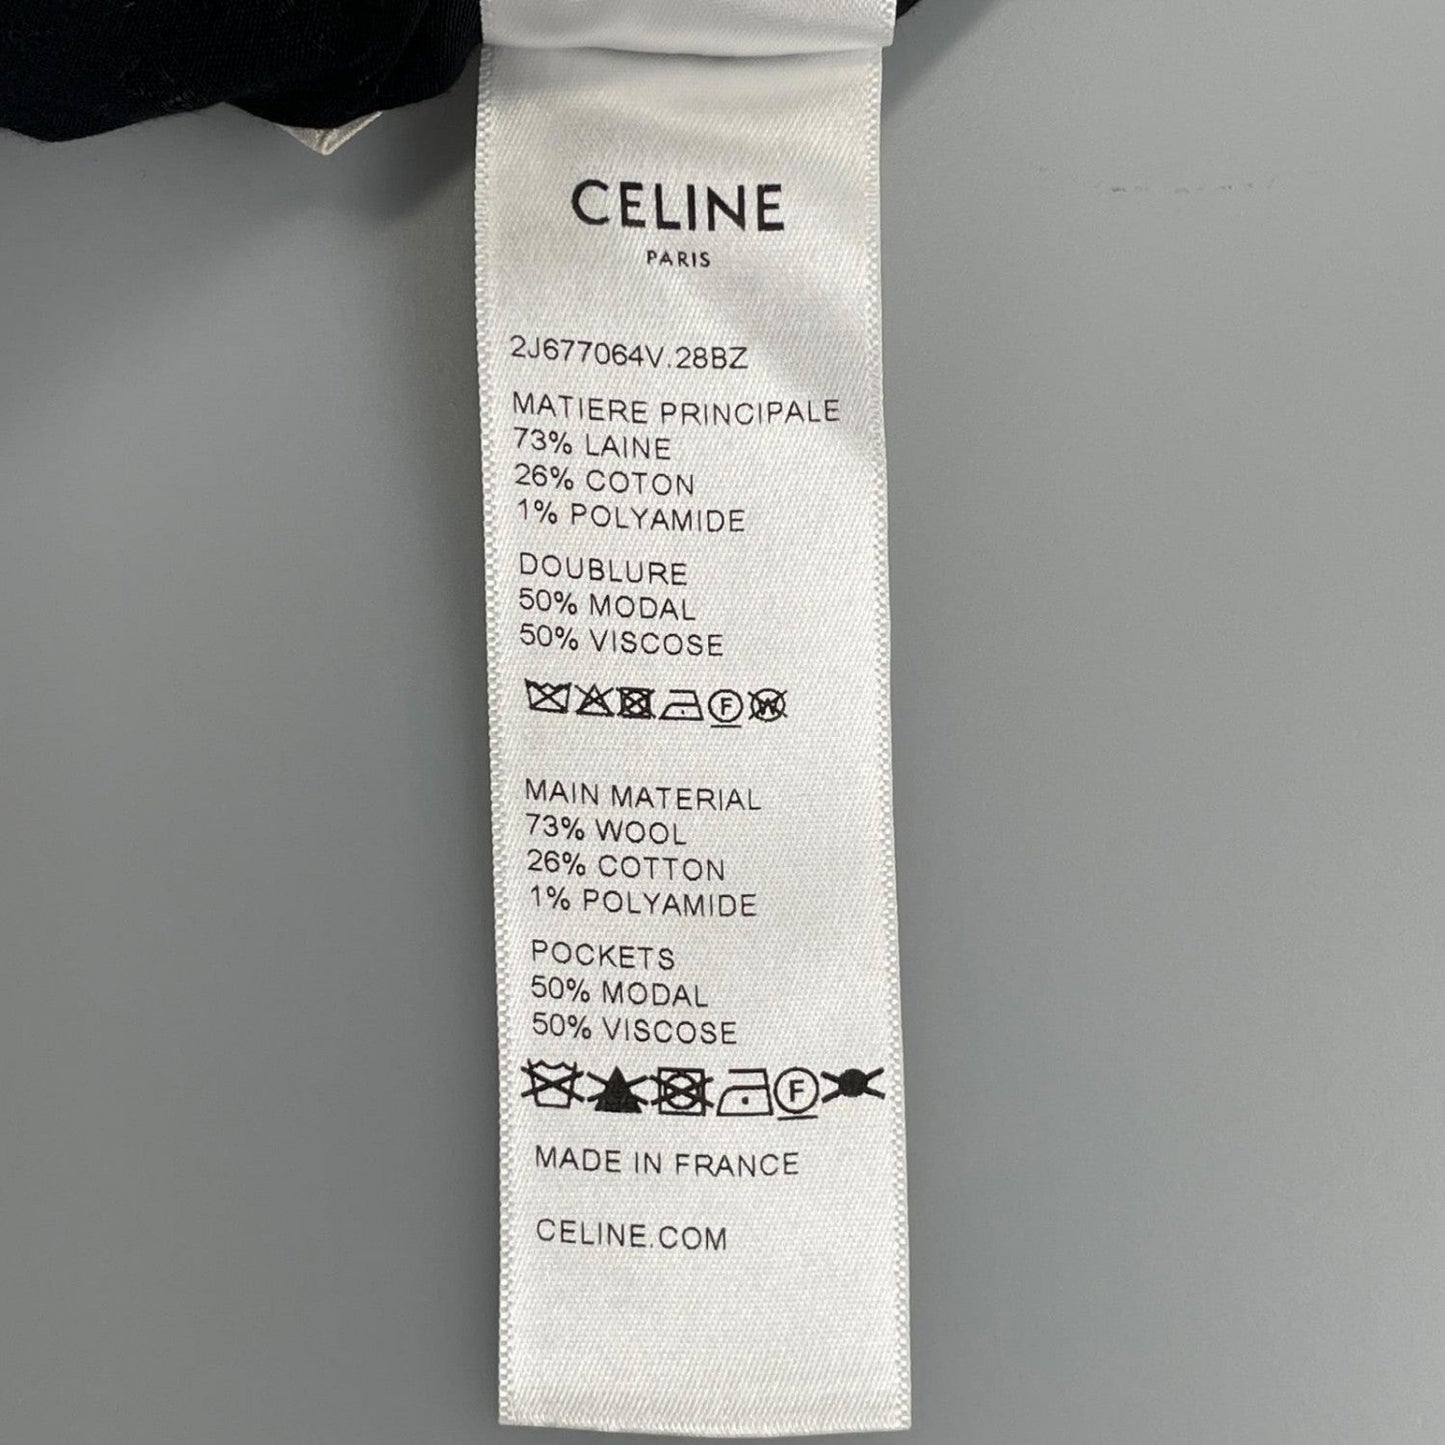 CELINE
PARIS
2J677064V.28BZ
MATIERE PRINCIPALE
73% LAINE
26% COTON
1% POLYAMIDE
DOUBLURE
50% MODAL
50% VISCOSE
F W
MAIN MATERIAL
73% WOOL
26% COTTON
1% POLYAMIDE
POCKETS
50% MODAL
50% VISCOSE
F
MADE IN FRANCE
CELINE.COM